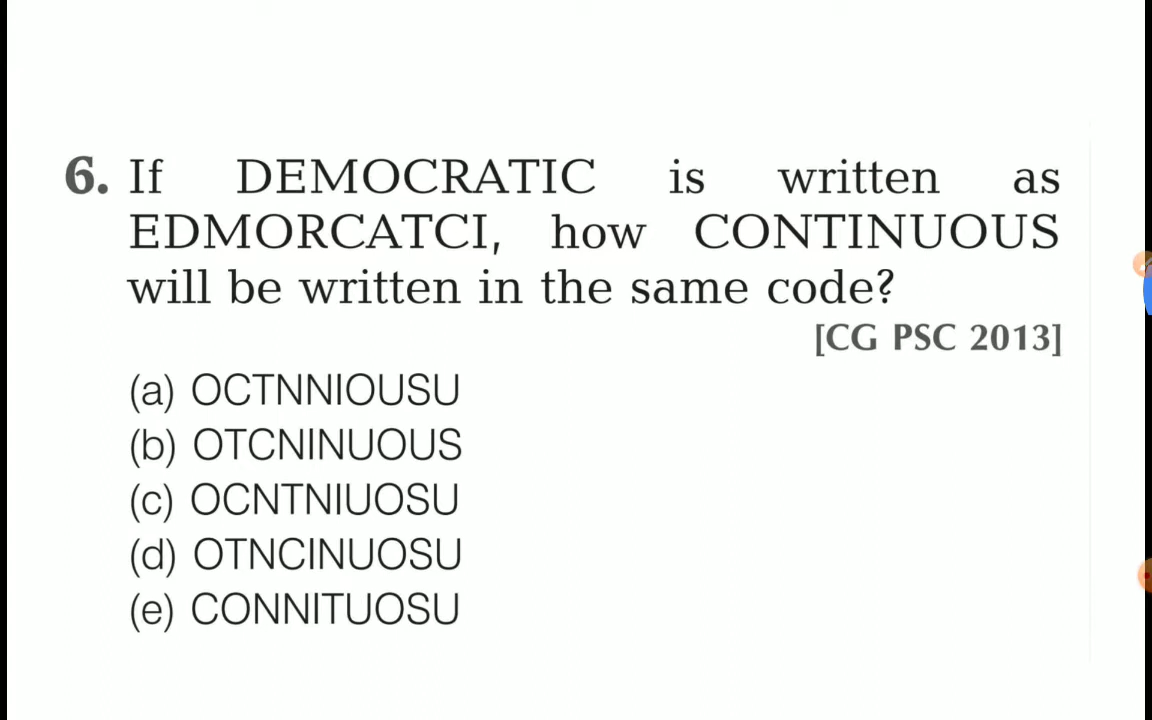 6. If DEMOCRATIC is written as
EDMORCATCI, how CONTINUOUS
will be written in the same code?
[CG PSC 2013]
(a) OCTNNIOUSU
(b) OTCNINUOUS
(c) OCNTNIUOSU
(d) OTNCINUOSU
(e) CONNITUOSU